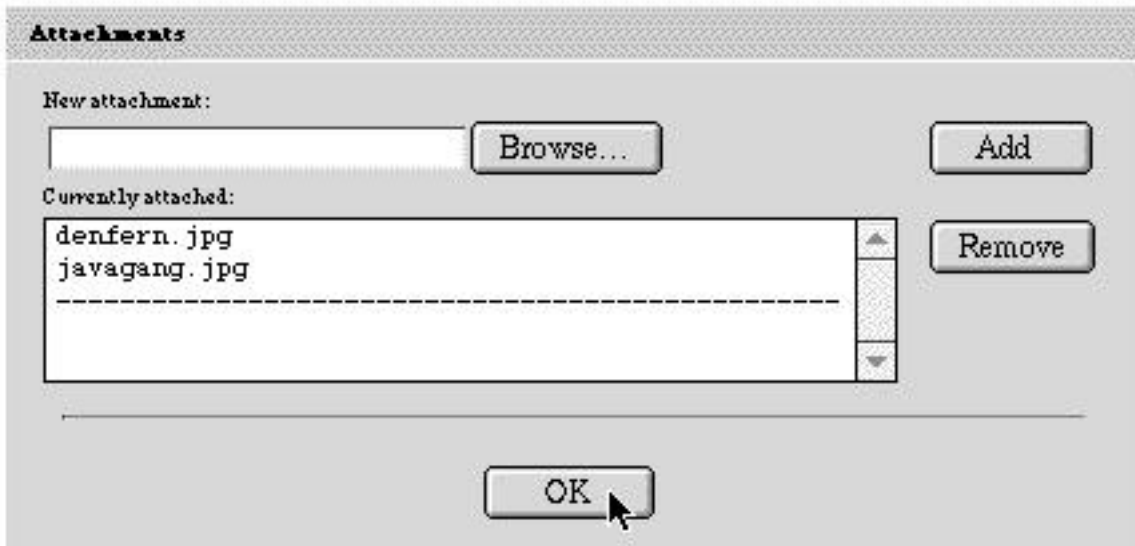 Attachments
New attachment:
Browse... Add
Currently attached:
denfern.jpg
javagang.jpg
Remove
------------------------------------------------
OK